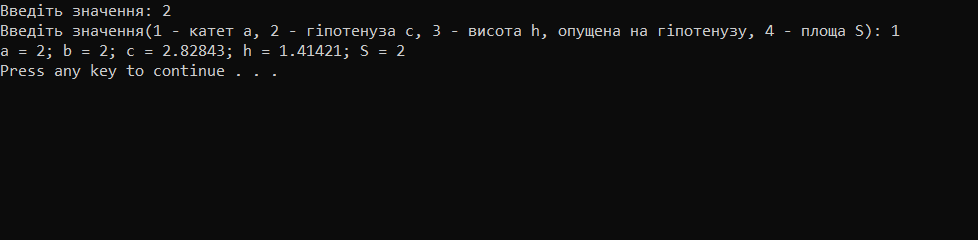 Введіть значення: 2
Введіть значення(1 - катет a, 2 - гіпотенуза c, 3 - висота h, опущена на гіпотенузу, 4 - площа S): 1
a = 2; b = 2; c = 2.82843; h = 1.41421; S = 2
Press any key to continue . . .